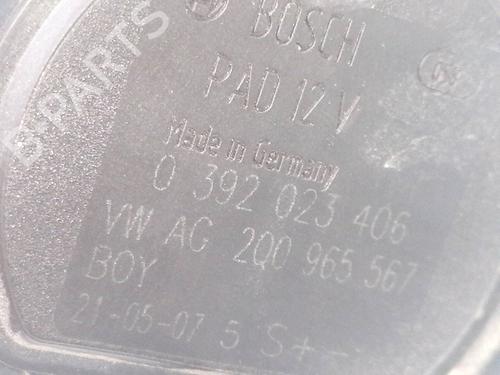 BOSCH
PAD 12 V
Made in Germany
0 392 023 406
VW AG 2Q0 965 567
BOY
21-05-07 5 S+-
B-PARTS